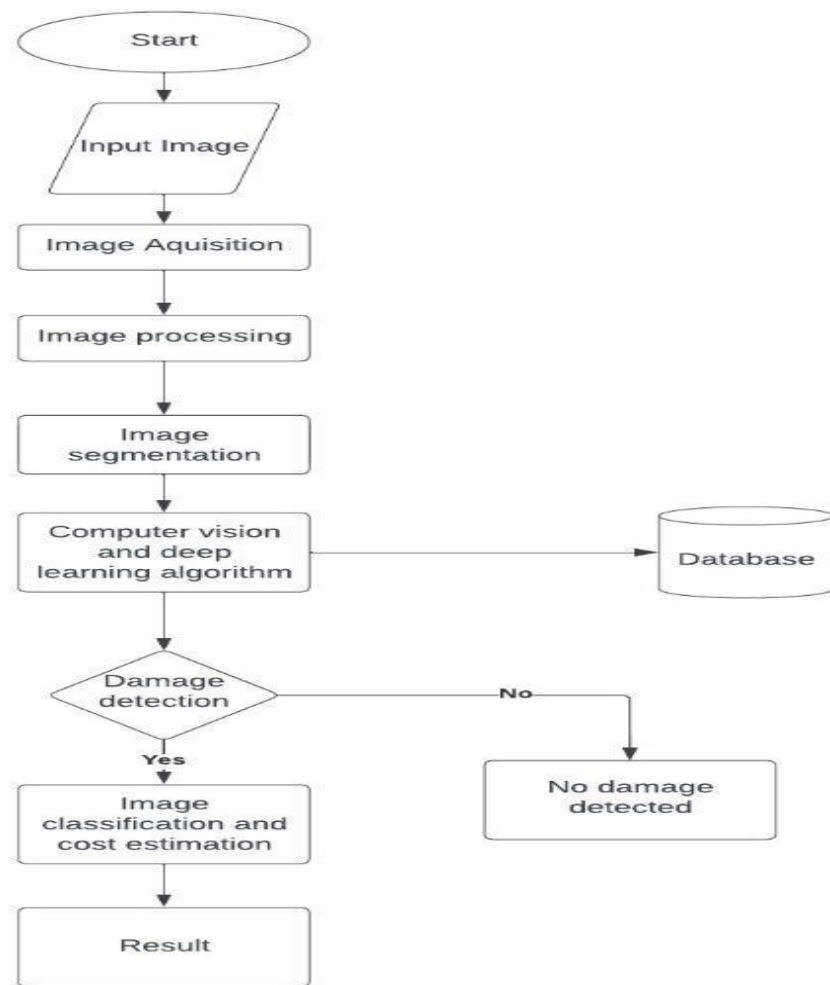 Start
Input Image
Image Aquisition
Image processing
Image
segmentation
Computer vision
and deep
learning algorithm
Database
Damage
detection
No
Yes
No damage
detected
Image
classification and
cost estimation
Result